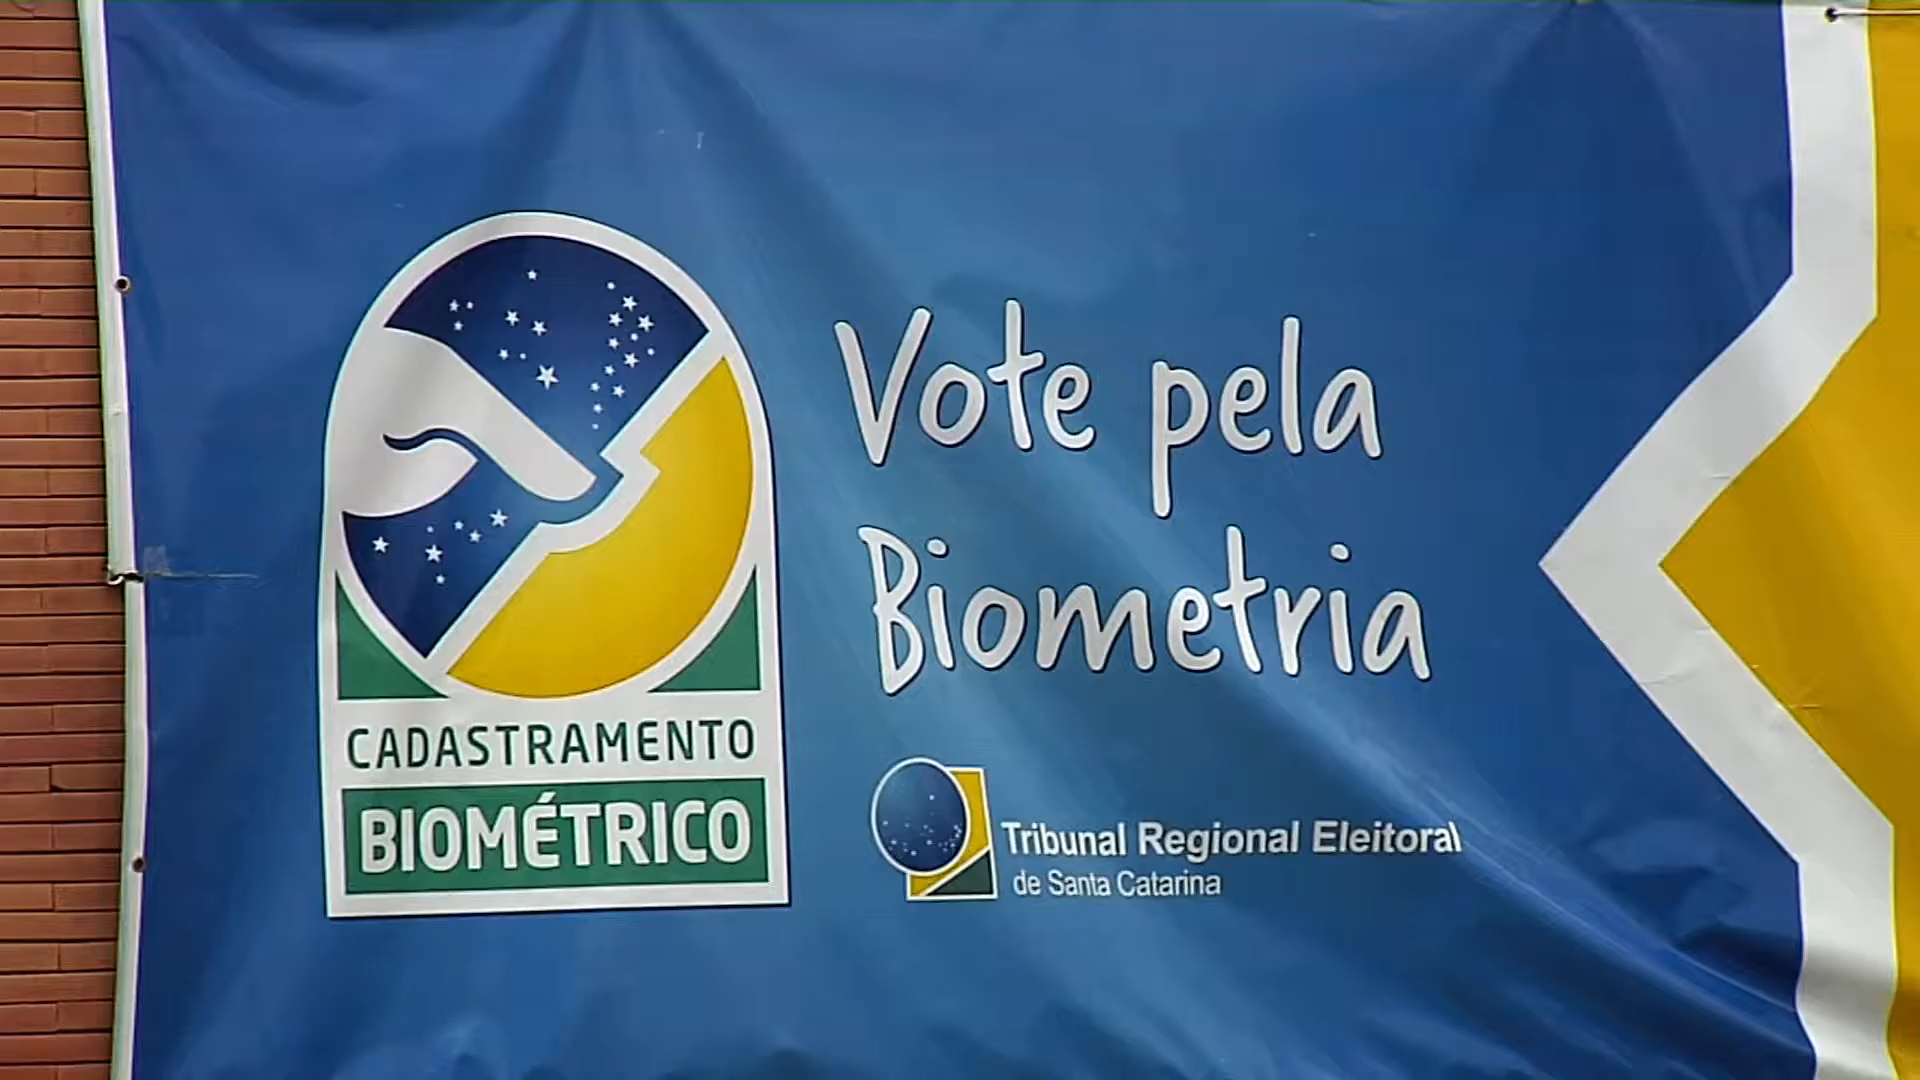 Vote pela
Biometria
CADASTRAMENTO
BIOMÉTRICO
Tribunal Regional Eleitoral
de Santa Catarina